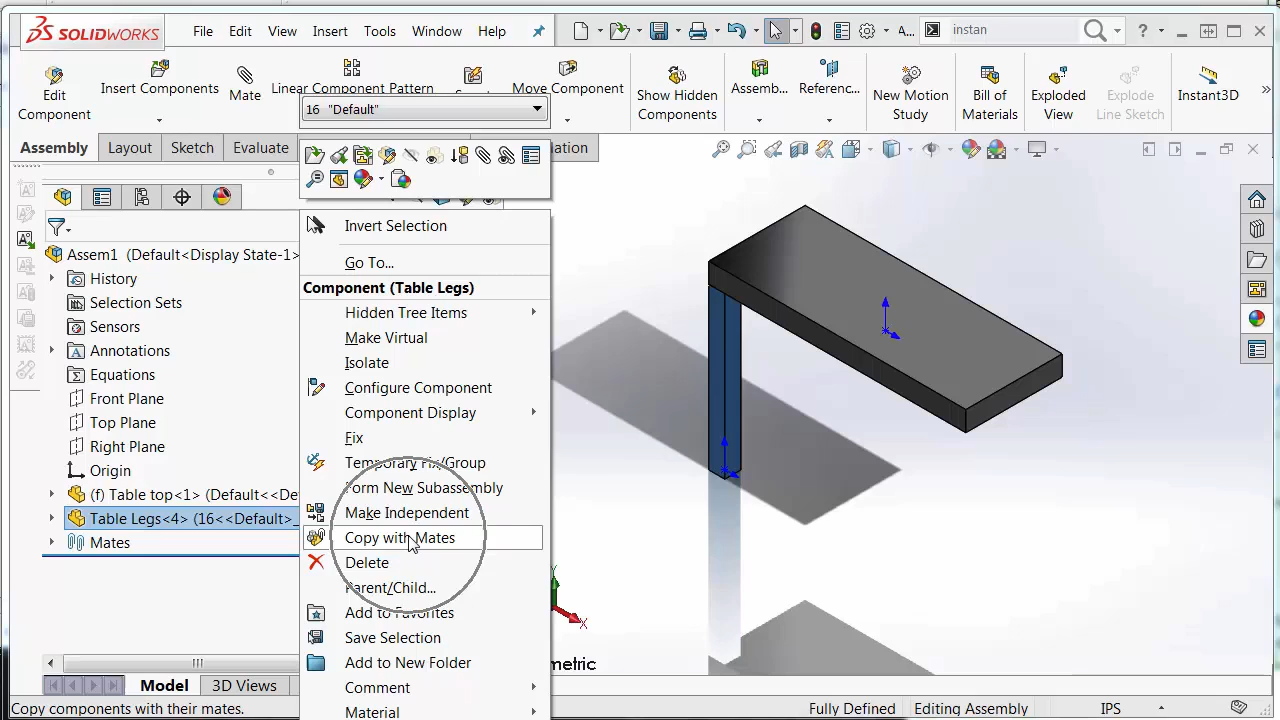 SOLIDWORKS
File Edit View Insert Tools Window Help
A...
instan
Edit Component
Insert Components
Mate
Linear Component Pattern
Move Component
Show Hidden Components
Assemb...
Referenc...
New Motion Study
Bill of Materials
Exploded View
Explode Line Sketch
Instant3D
16 "Default"
Assembly Layout Sketch Evaluate
Assem1 (Default<Display State-1>
History
Selection Sets
Sensors
Annotations
Equations
Front Plane
Top Plane
Right Plane
Origin
(f) Table top<1> (Default<<De
Table Legs<4> (16<<Default>_
Mates
Invert Selection
Go To...
Component (Table Legs)
Hidden Tree Items
Make Virtual
Isolate
Configure Component
Component Display
Fix
Temporary Fix/Group
Form New Subassembly
Make Independent
Copy with Mates
Delete
Parent/Child...
Add to Favorites
Save Selection
Add to New Folder
Comment
Material
Y
X
metric
Model 3D Views
Copy components with their mates.
Fully Defined Editing Assembly IPS